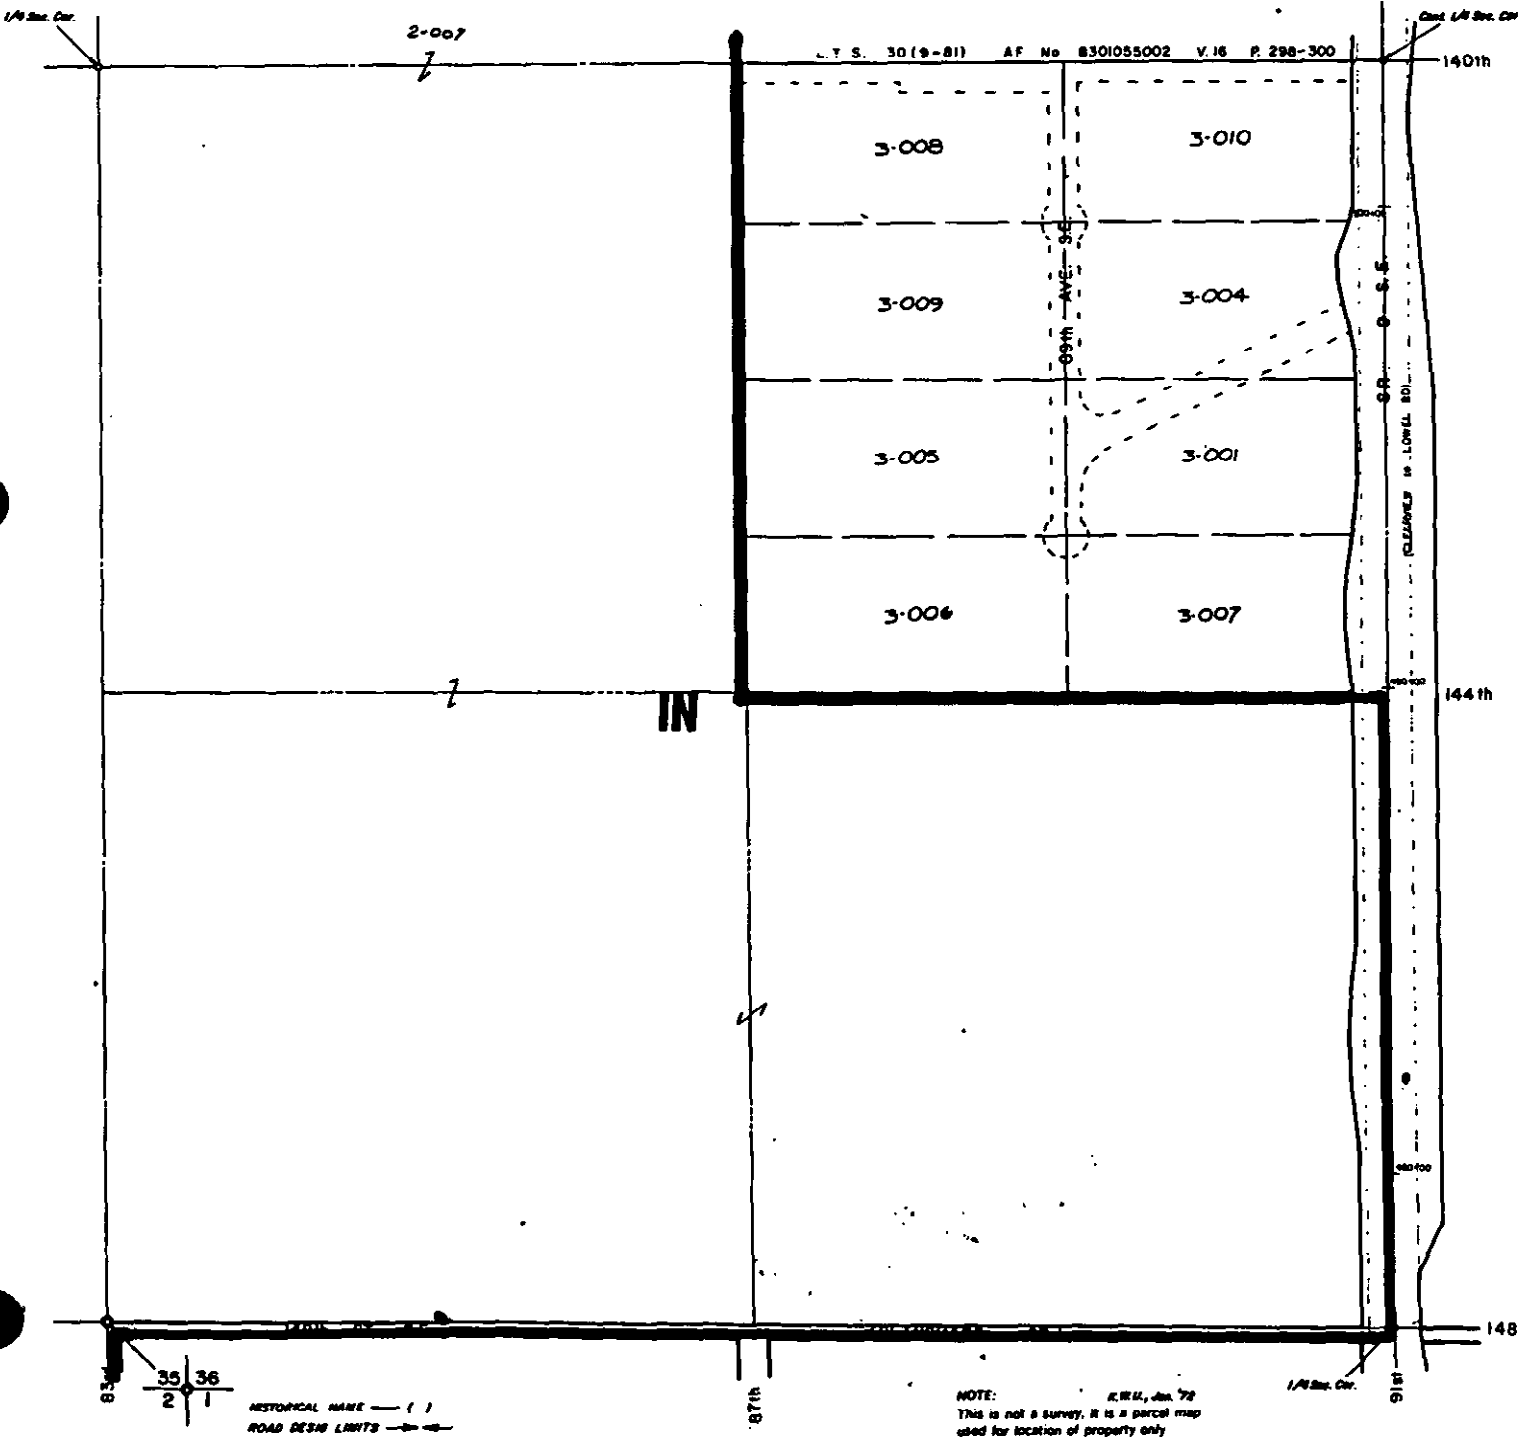 1/4 Sec. Cor.
2-007
L. T. S. 30 (9-81) AF No 8301055002 V. 16 P. 298-300
Cent. 1/4 Sec. Cor
140th
3-008
3-010
3-009
3-004
89th AVE. S.E.
SR 9 S.E.
3-005
3-001
3-006
3-007
IN
144th
148
35 36
2 1
83rd
87th
91st
1/4 Sec. Cor.
HISTORICAL NAME ( )
ROAD DESIG LIMITS
NOTE:
This is not a survey, it is a parcel map
used for location of property only